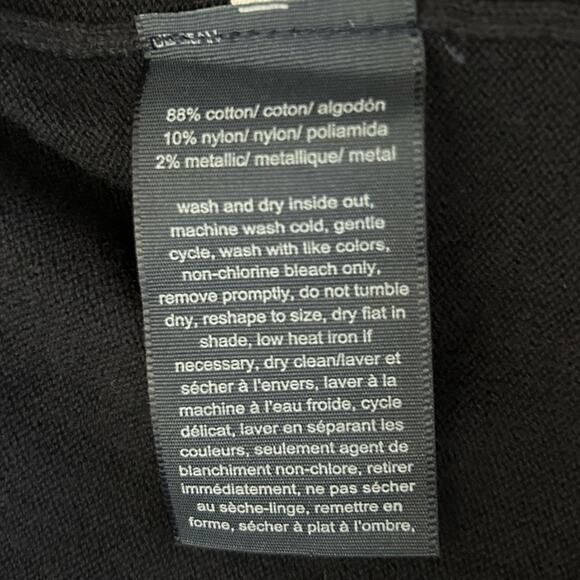 88% cotton/ coton/ algodón
10% nylon/ nylon/ poliamida
2% metallic/ metallique/ metal
wash and dry inside out,
machine wash cold, gentle
cycle, wash with like colors,
non-chlorine bleach only,
remove promptly, do not tumble
dny, reshape to size, dry flat in
shade, low heat iron if
necessary, dry clean/laver et
sécher à l'envers, laver à la
machine à l'eau froide, cycle
délicat, laver en séparant les
couleurs, seulement agent de
blanchiment non-chlore, retirer
immédiatement, ne pas sécher
au sèche-linge, remettre en
forme, sécher à plat à l'ombre,